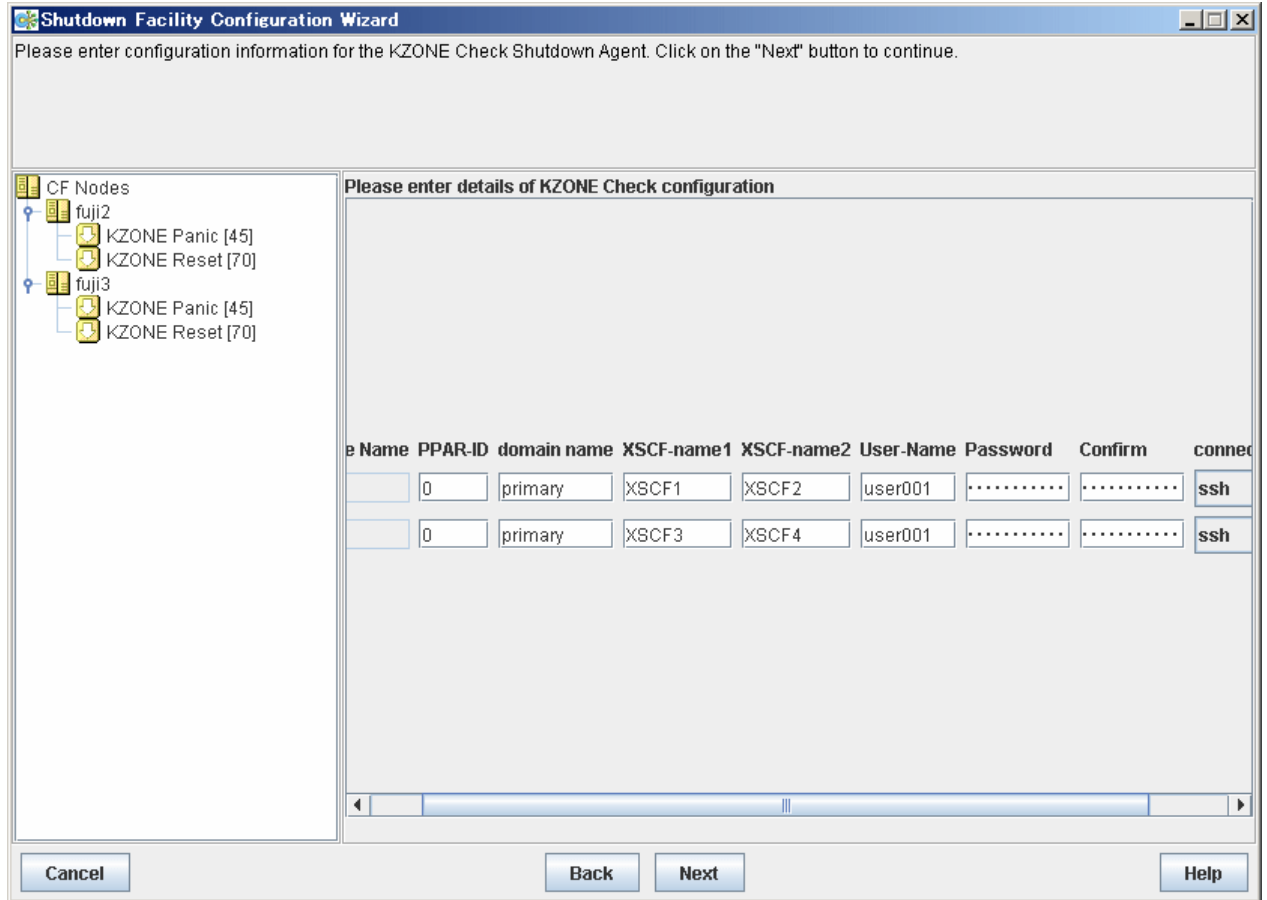 Shutdown Facility Configuration Wizard
Please enter configuration information for the KZONE Check Shutdown Agent. Click on the "Next" button to continue.
CF Nodes
fuji2
KZONE Panic [45]
KZONE Reset [70]
fuji3
KZONE Panic [45]
KZONE Reset [70]
Please enter details of KZONE Check configuration
e Name PPAR-ID domain name XSCF-name1 XSCF-name2 User-Name Password Confirm connec
0 primary XSCF1 XSCF2 user001 ··········· ··········· ssh
0 primary XSCF3 XSCF4 user001 ··········· ··········· ssh
Cancel Back Next Help